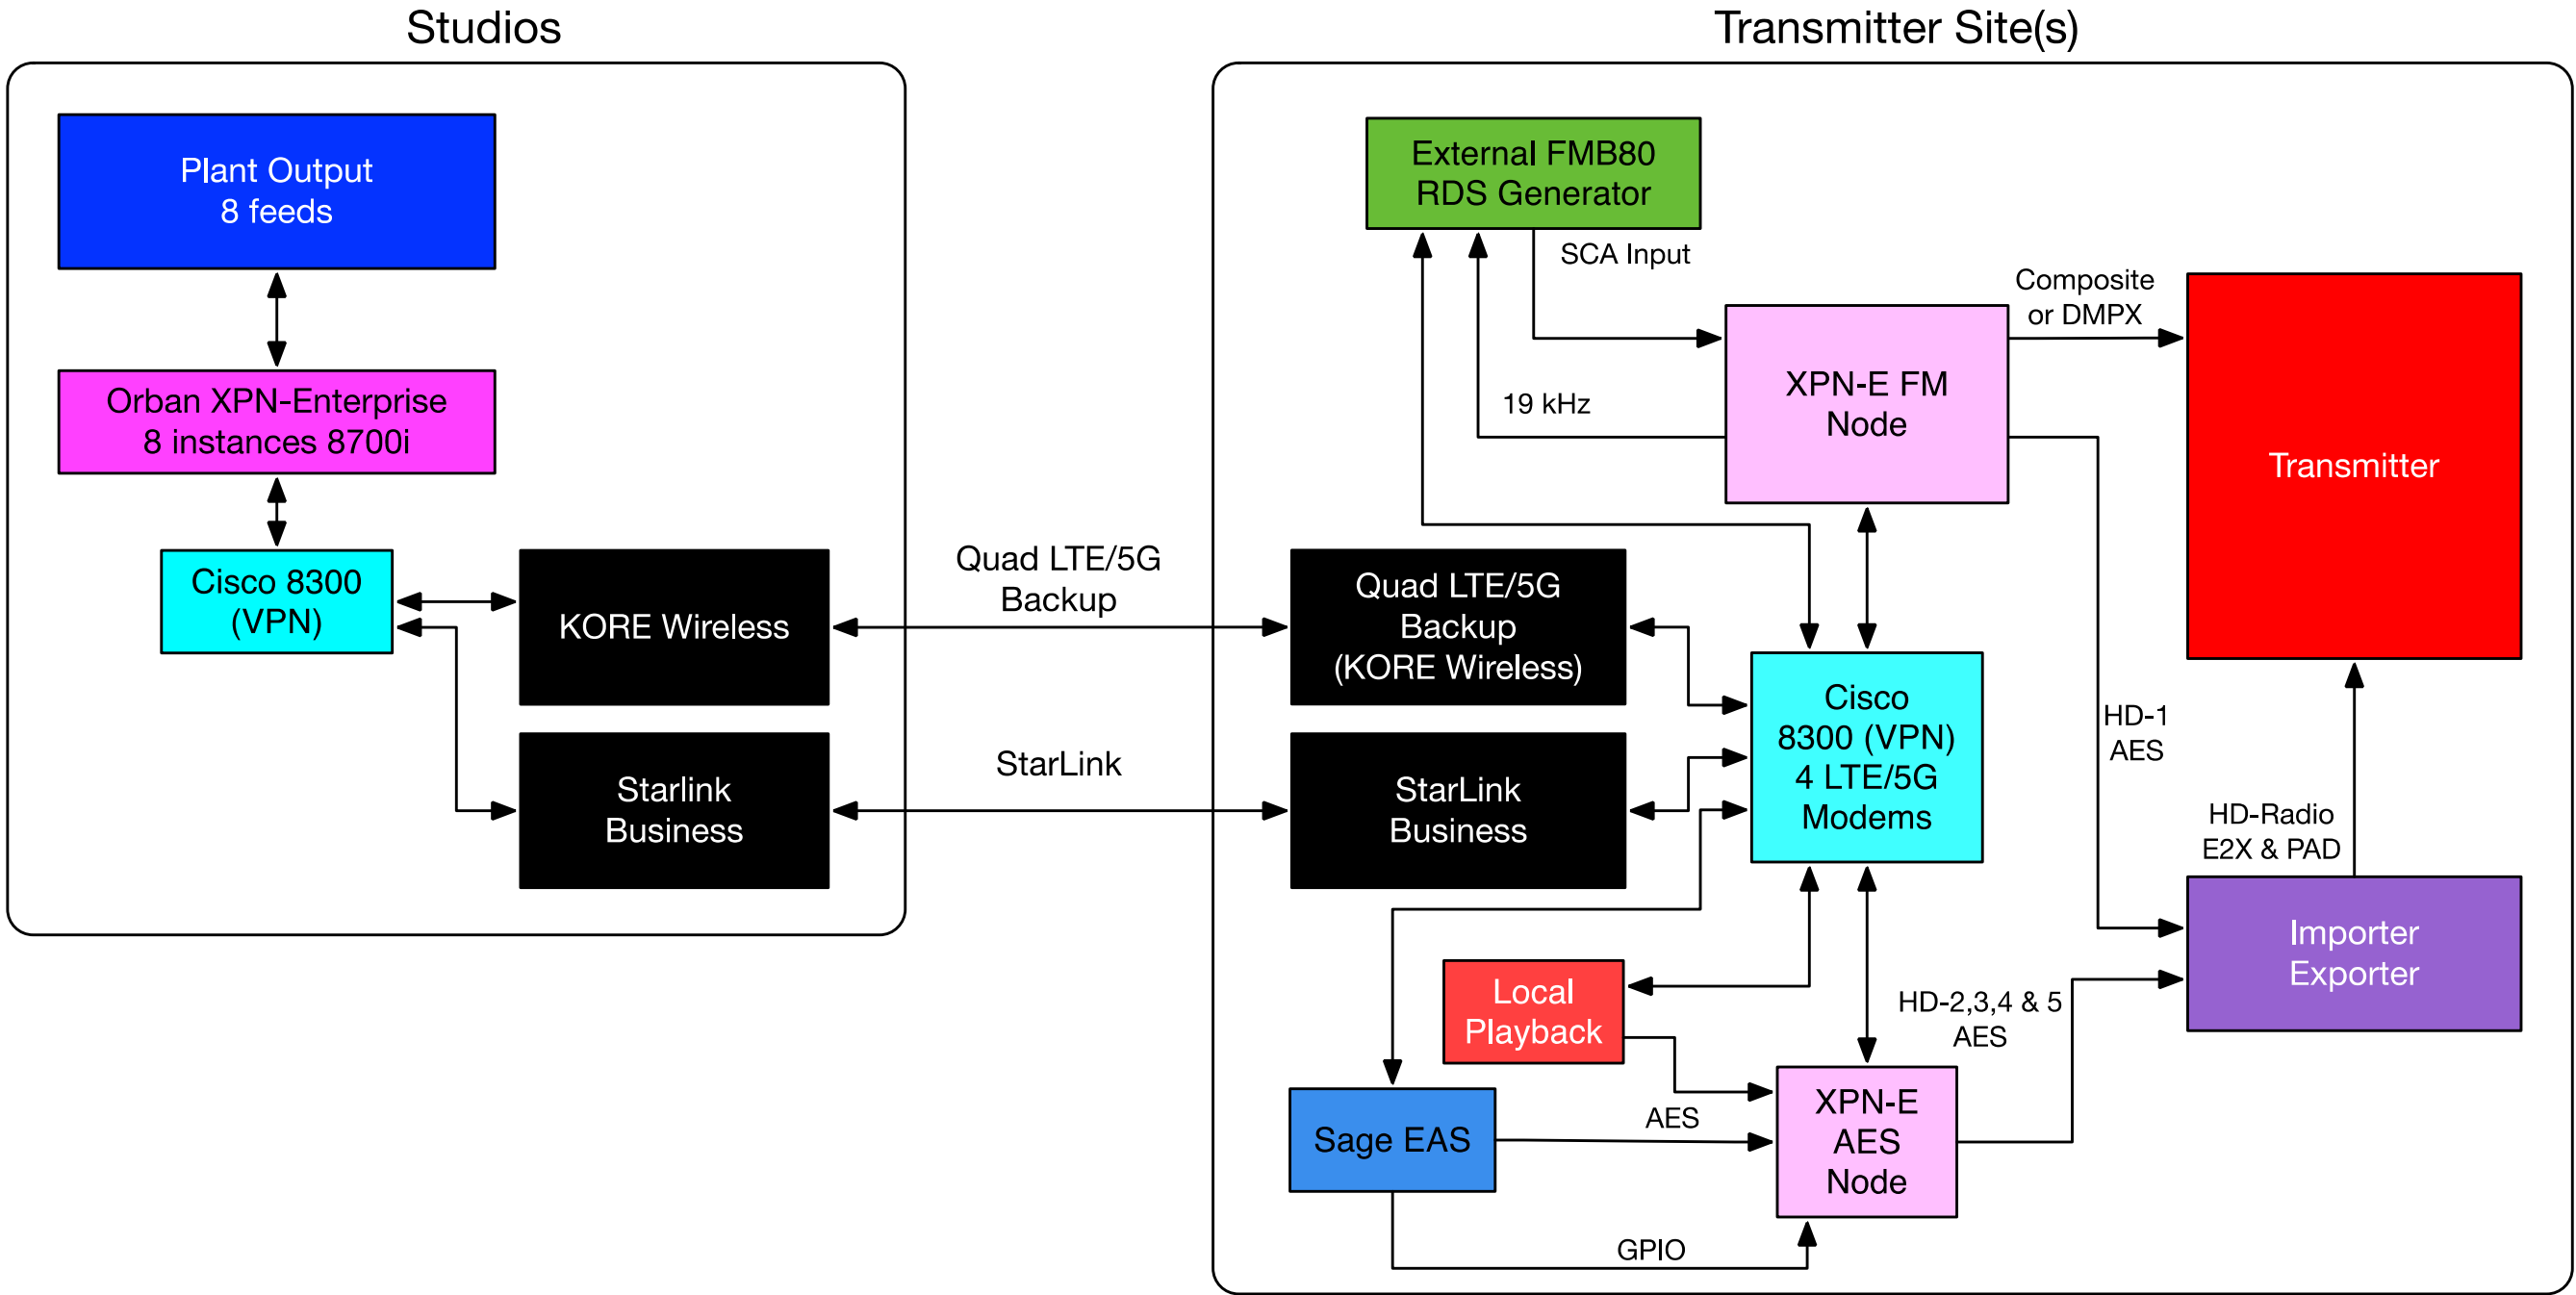 Studios
Transmitter Site(s)
Plant Output
8 feeds
Orban XPN-Enterprise
8 instances 8700i
Cisco 8300
(VPN)
KORE Wireless
Starlink
Business
Quad LTE/5G
Backup
StarLink
External FMB80
RDS Generator
SCA Input
19 kHz
XPN-E FM
Node
Composite
or DMPX
Transmitter
Quad LTE/5G
Backup
(KORE Wireless)
StarLink
Business
Cisco
8300 (VPN)
4 LTE/5G
Modems
HD-1
AES
HD-Radio
E2X & PAD
Importer
Exporter
Local
Playback
HD-2,3,4 & 5
AES
Sage EAS
AES
XPN-E
AES
Node
GPIO